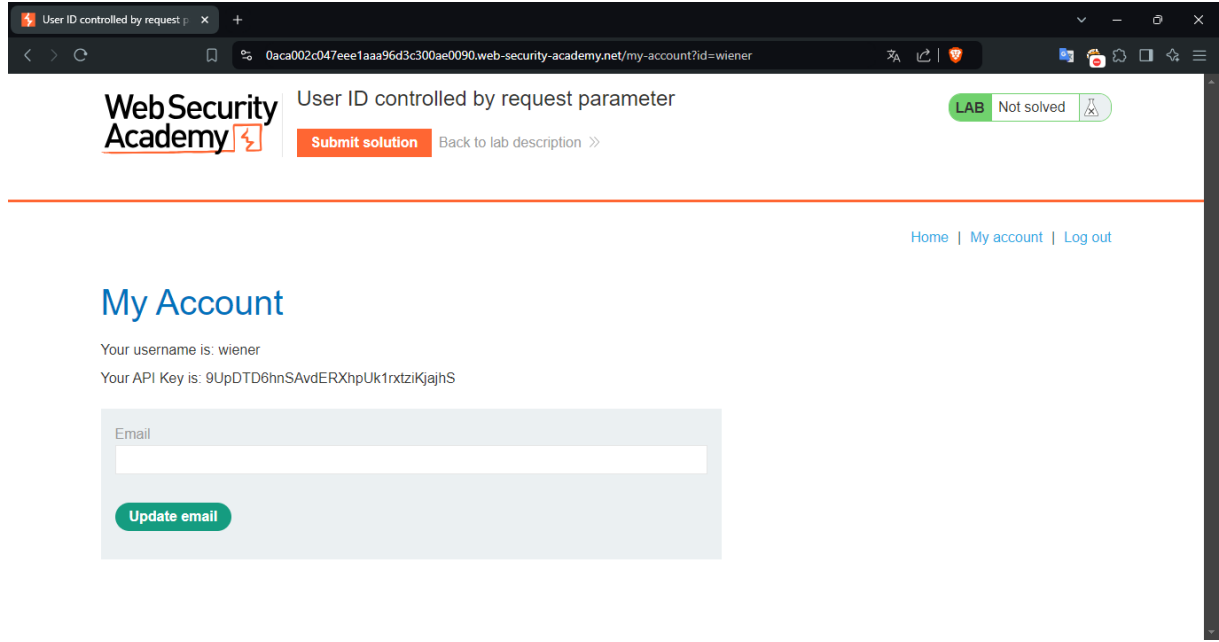 User ID controlled by request p
0aca002c047eee1aaa96d3c300ae0090.web-security-academy.net/my-account?id=wiener
Web Security
Academy
User ID controlled by request parameter
LAB Not solved
Submit solution Back to lab description
Home | My account | Log out
My Account
Your username is: wiener
Your API Key is: 9UpDTD6hnSAvdERXhpUk1rxtziKjajhS
Email
Update email